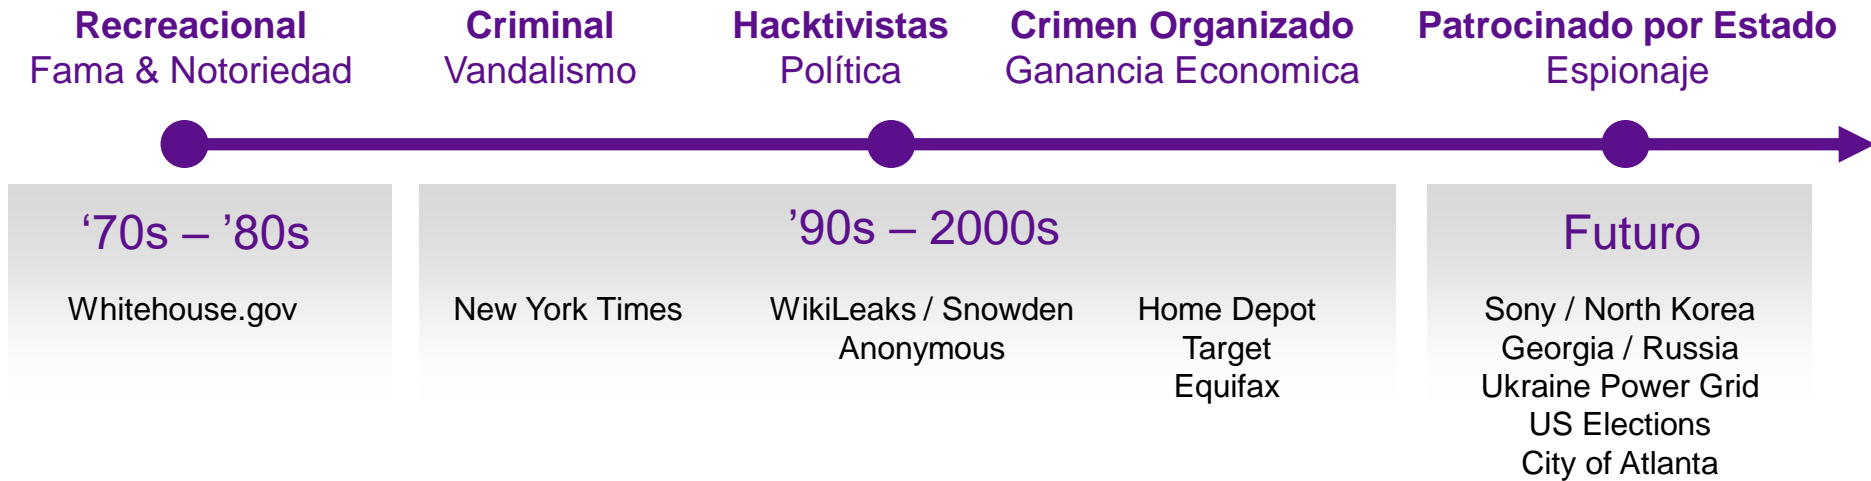 Recreacional
Fama & Notoriedad
Criminal
Vandalismo
Hacktivistas
Política
Crimen Organizado
Ganancia Economica
Patrocinado por Estado
Espionaje
‘70s – ’80s
Whitehouse.gov
’90s – 2000s
New York Times
WikiLeaks / Snowden
Anonymous
Home Depot
Target
Equifax
Futuro
Sony / North Korea
Georgia / Russia
Ukraine Power Grid
US Elections
City of Atlanta